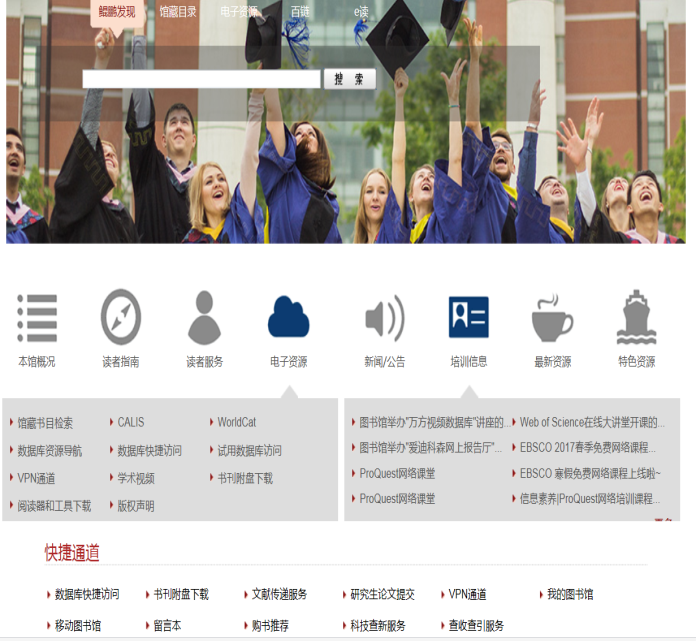 鲲鹏发现 馆藏目录 电子资源 百链 e读
搜 索
本馆概况 读者指南 读者服务 电子资源 新闻/公告 培训信息 最新资源 特色资源
馆藏书目检索 CALIS WorldCat
数据库资源导航 数据库快捷访问 试用数据库访问
VPN通道 学术视频 书刊附盘下载
阅读器和工具下载 版权声明
图书馆举办"万方视频数据库"讲座的... Web of Science在线大讲堂开课的...
图书馆举办"爱迪科森网上报告厅"... EBSCO 2017春季免费网络课程...
ProQuest网络课堂 EBSCO 寒假免费网络课程上线啦~
ProQuest网络课堂 信息素养|ProQuest网络培训课程...
快捷通道
数据库快捷访问 书刊附盘下载 文献传递服务 研究生论文提交 VPN通道 我的图书馆
移动图书馆 留言本 购书推荐 科技查新服务 查收查引服务